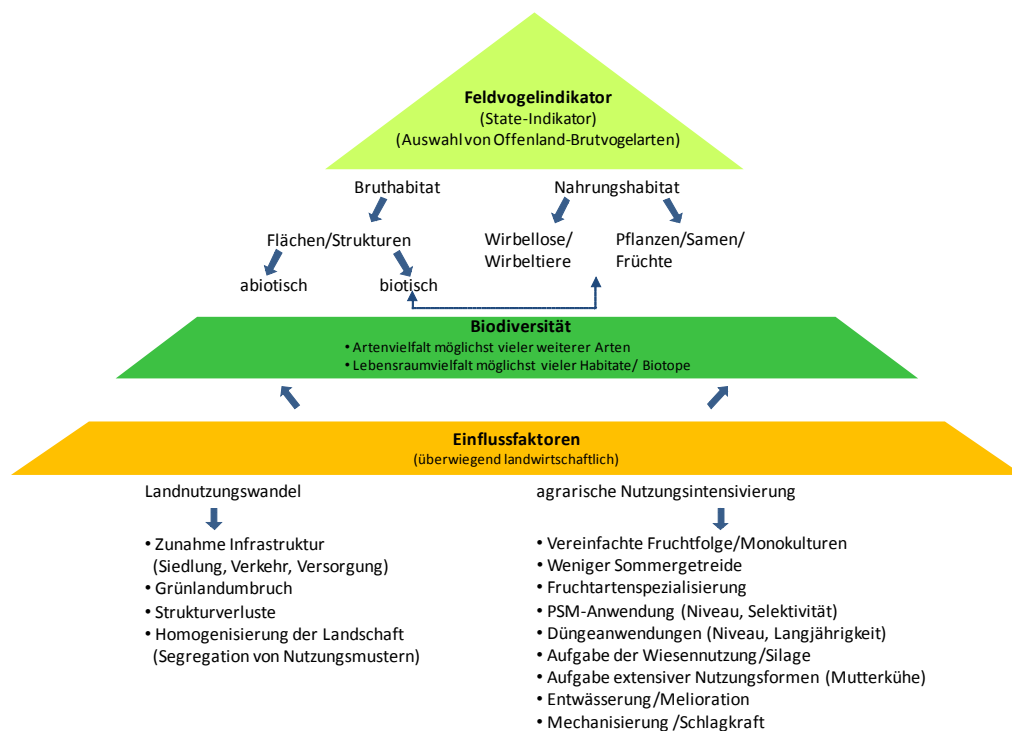 Feldvogelindikator
(State-Indikator)
(Auswahl von Offenland-Brutvogelarten)
Bruthabitat
Nahrungshabitat
Flächen/Strukturen
Wirbellose/
Wirbeltiere
Pflanzen/Samen/
Früchte
abiotisch
biotisch
Biodiversität
• Artenvielfalt möglichst vieler weiterer Arten
• Lebensraumvielfalt möglichst vieler Habitate/ Biotope
Einflussfaktoren
(überwiegend landwirtschaftlich)
Landnutzungswandel
• Zunahme Infrastruktur
(Siedlung, Verkehr, Versorgung)
• Grünlandumbruch
• Strukturverluste
• Homogenisierung der Landschaft
(Segregation von Nutzungsmustern)
agrarische Nutzungsintensivierung
• Vereinfachte Fruchtfolge/Monokulturen
• Weniger Sommergetreide
• Fruchtartenspezialisierung
• PSM-Anwendung (Niveau, Selektivität)
• Düngeanwendungen (Niveau, Langjährigkeit)
• Aufgabe der Wiesennutzung/Silage
• Aufgabe extensiver Nutzungsformen (Mutterkühe)
• Entwässerung/Melioration
• Mechanisierung /Schlagkraft